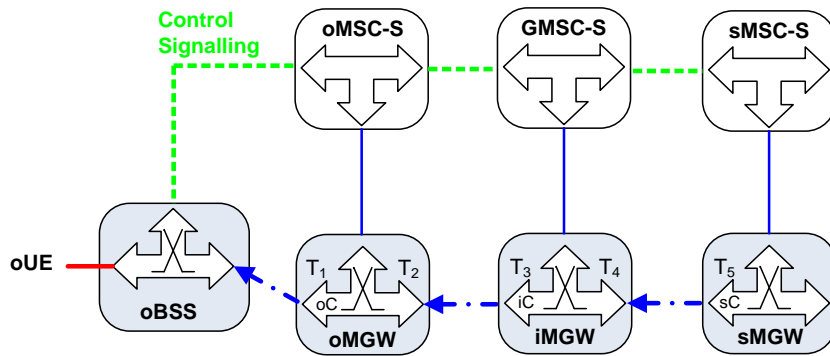 Control
Signalling
oMSC-S
GMSC-S
sMSC-S
oUE
oBSS
T1
T2
oC
oMGW
T3
T4
iC
iMGW
T5
sC
sMGW